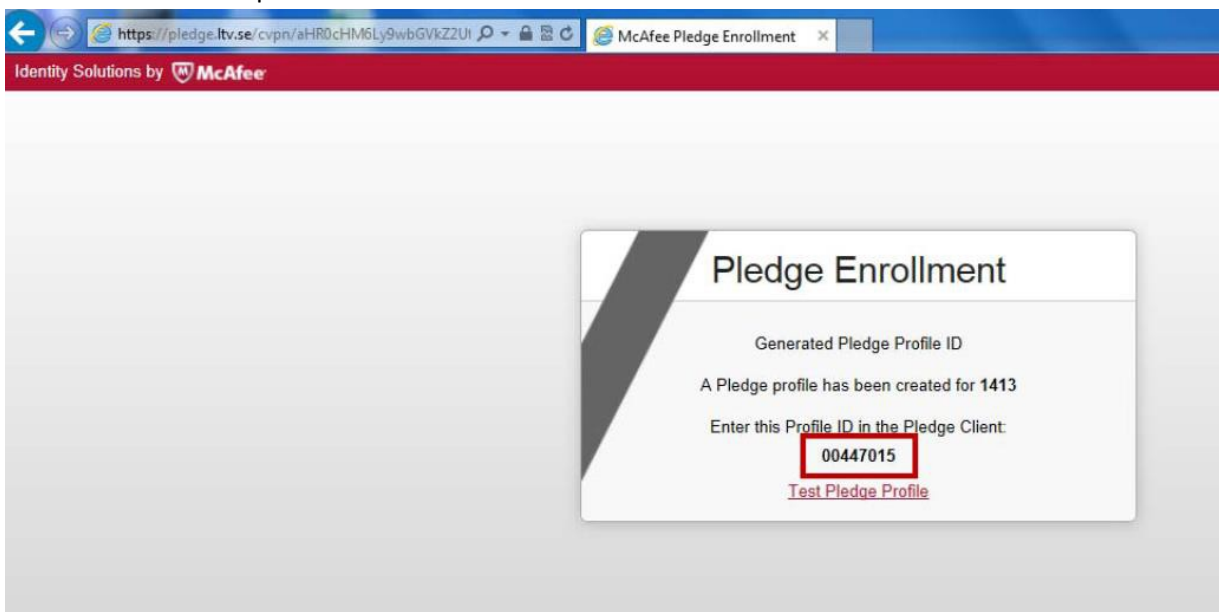 https://pledge.ltv.se/cvpn/aHR0cHM6Ly9wbGVkZ2Ut
McAfee Pledge Enrollment
Identity Solutions by McAfee
Pledge Enrollment
Generated Pledge Profile ID
A Pledge profile has been created for 1413
Enter this Profile ID in the Pledge Client:
00447015
Test Pledge Profile